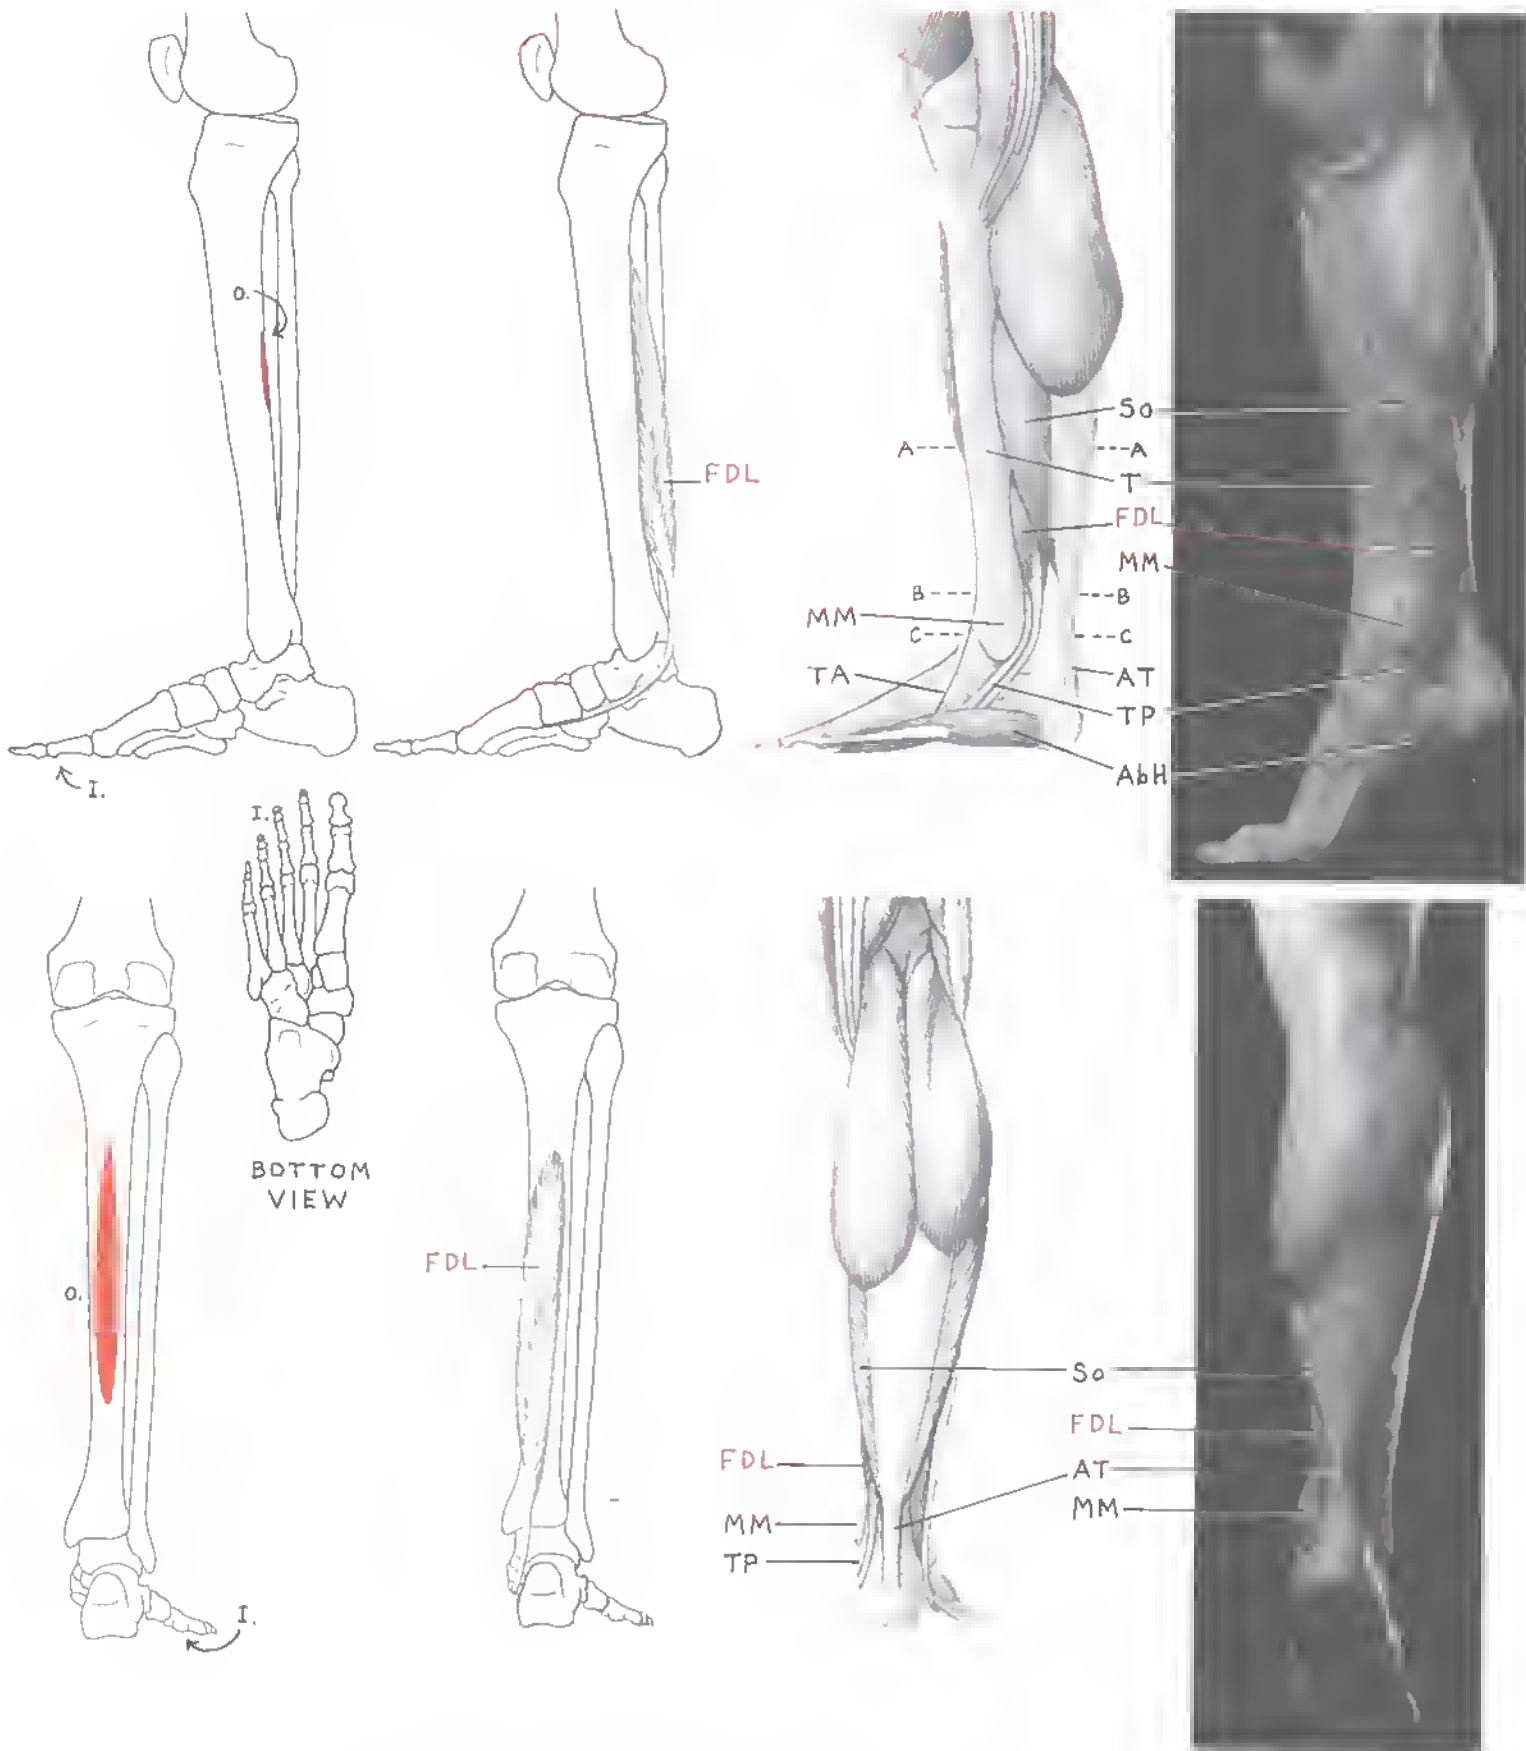 O.
FDL
So
A
A
T
FDL
MM
B
B
MM
C
C
TA
AT
TP
AbH
I.
I.
BOTTOM
VIEW
O.
FDL
So
FDL
FDL
AT
MM
MM
TP
I.